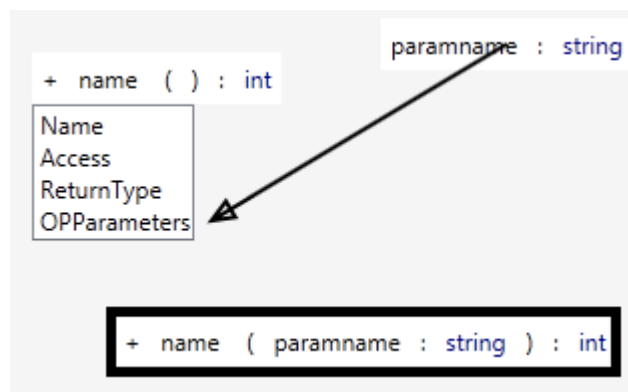 paramname : string
+ name ( ) : int
Name
Access
ReturnType
OPParameters
+ name ( paramname : string ) : int